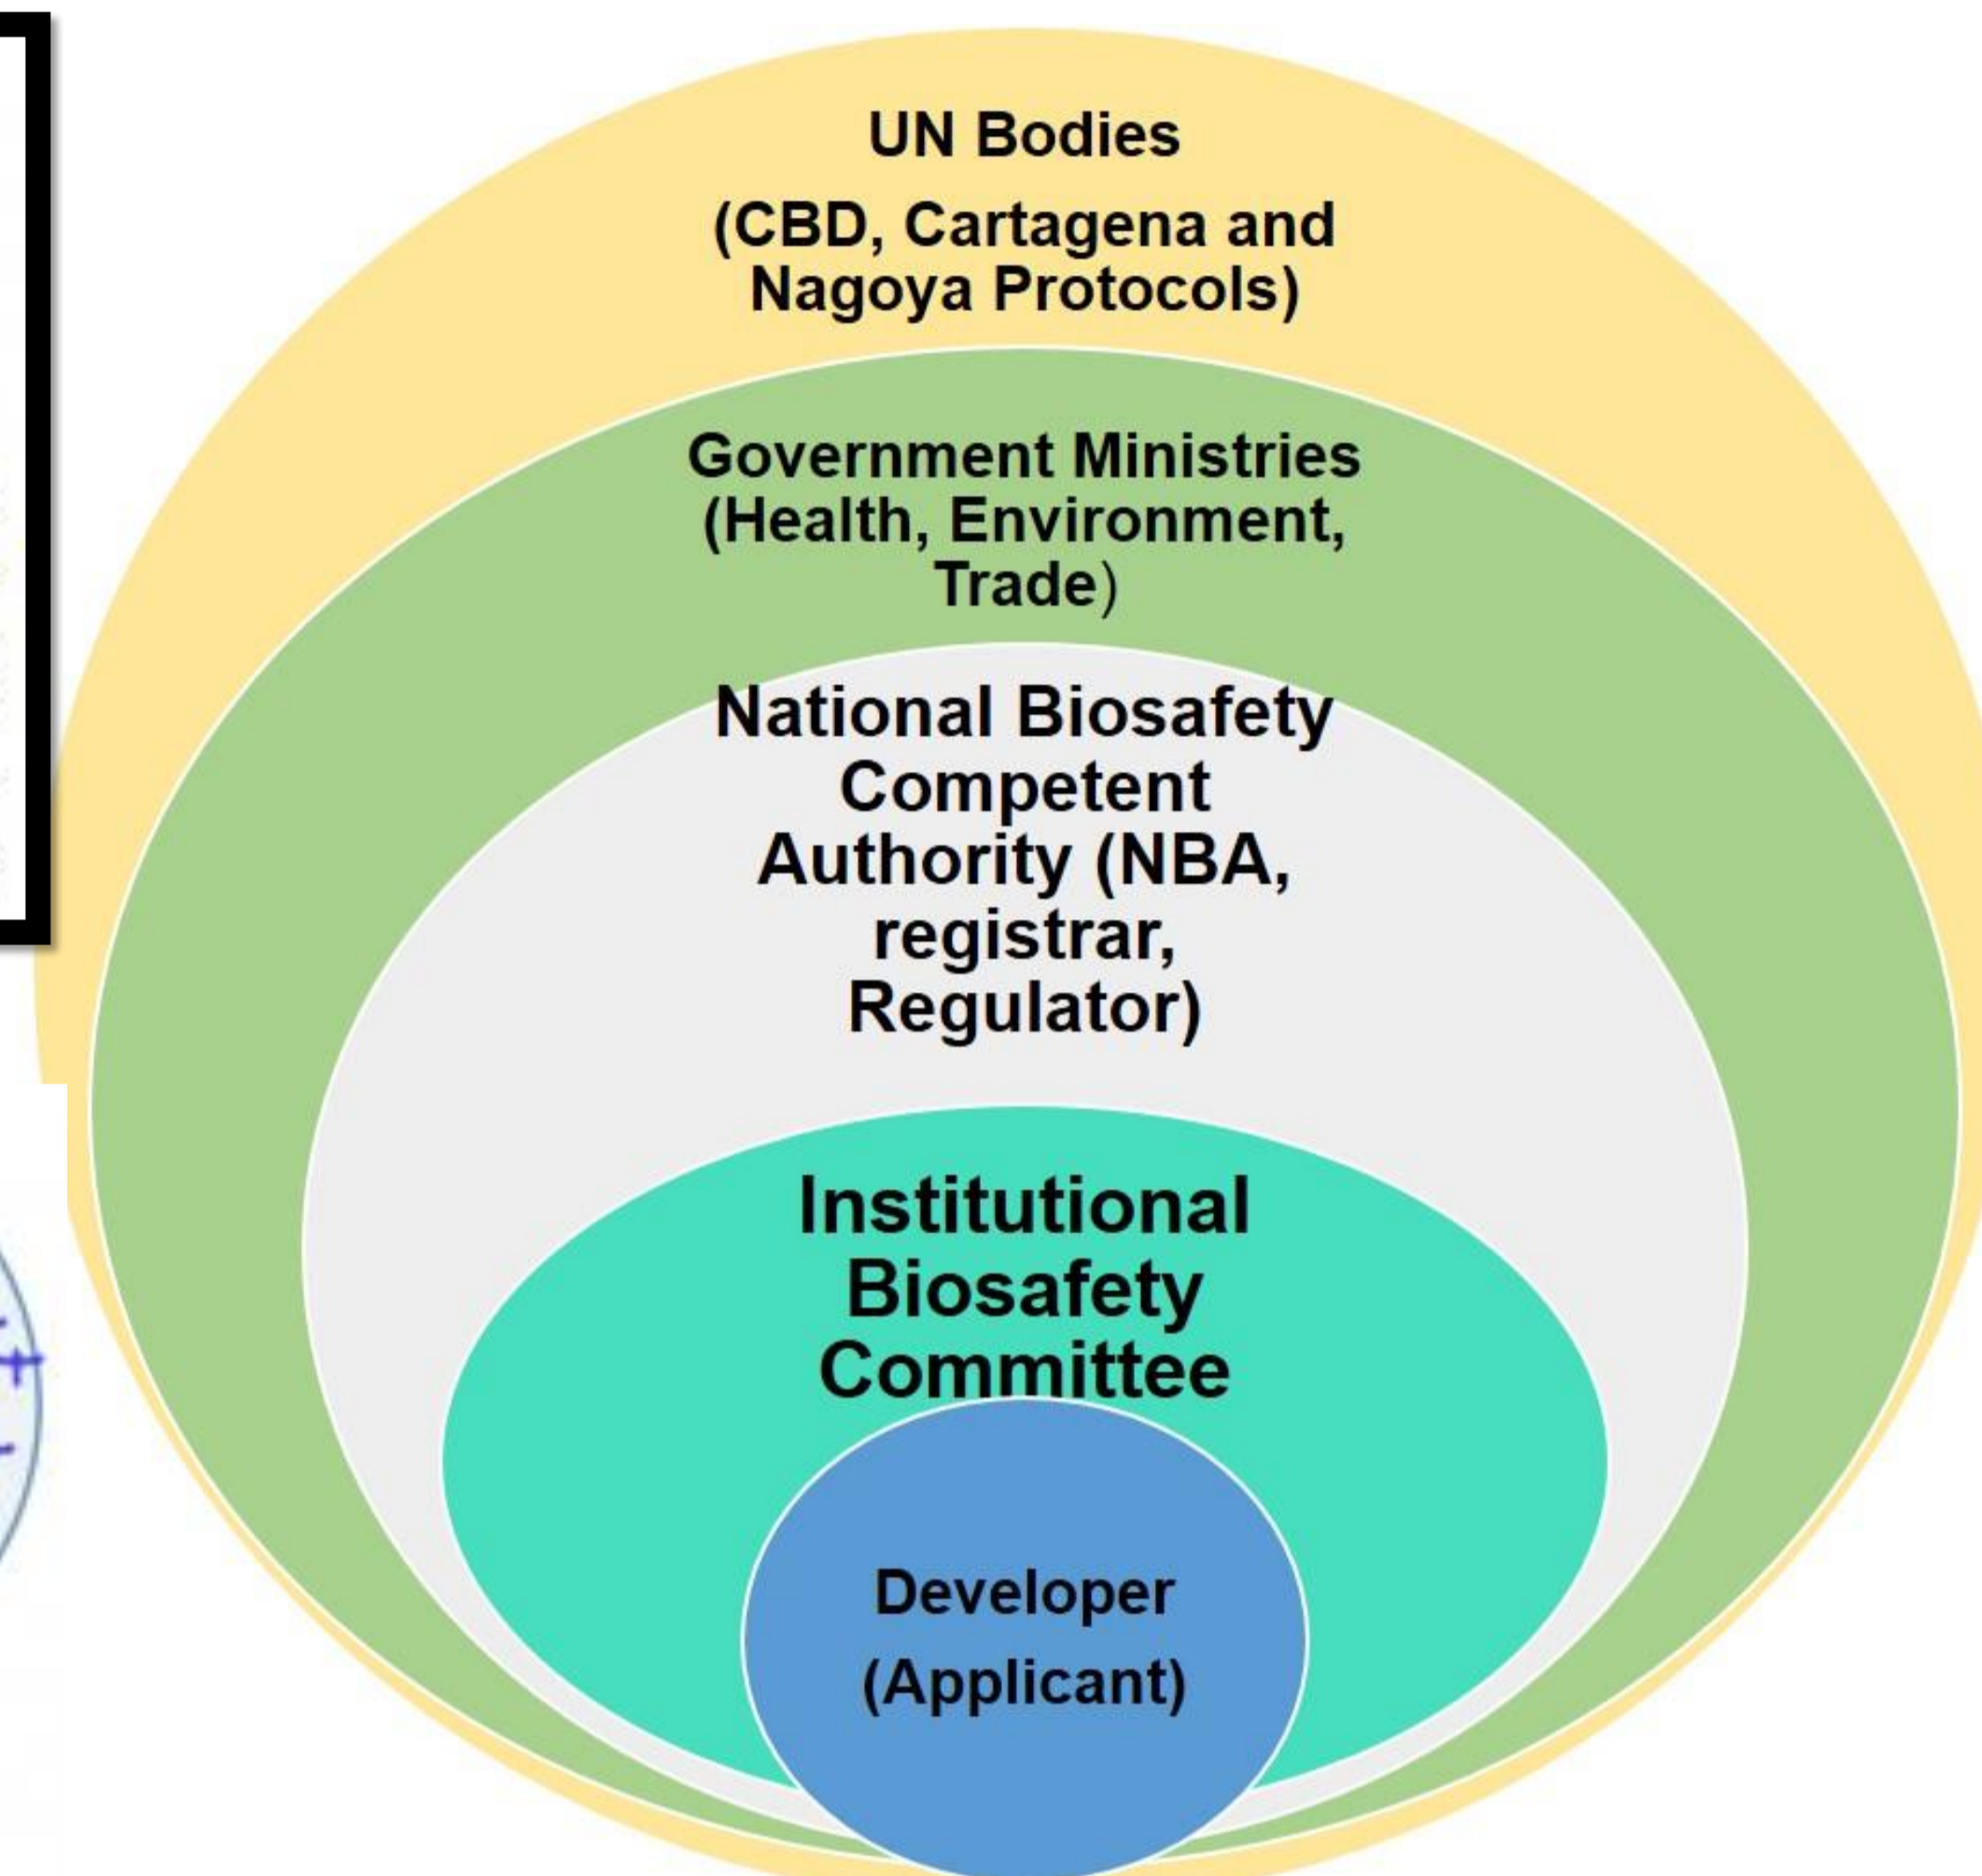 UN Bodies
(CBD, Cartagena and
Nagoya Protocols)
Government Ministries
(Health, Environment,
Trade)
National Biosafety
Competent
Authority (NBA,
registrar,
Regulator)
Institutional
Biosafety
Committee
Developer
(Applicant)